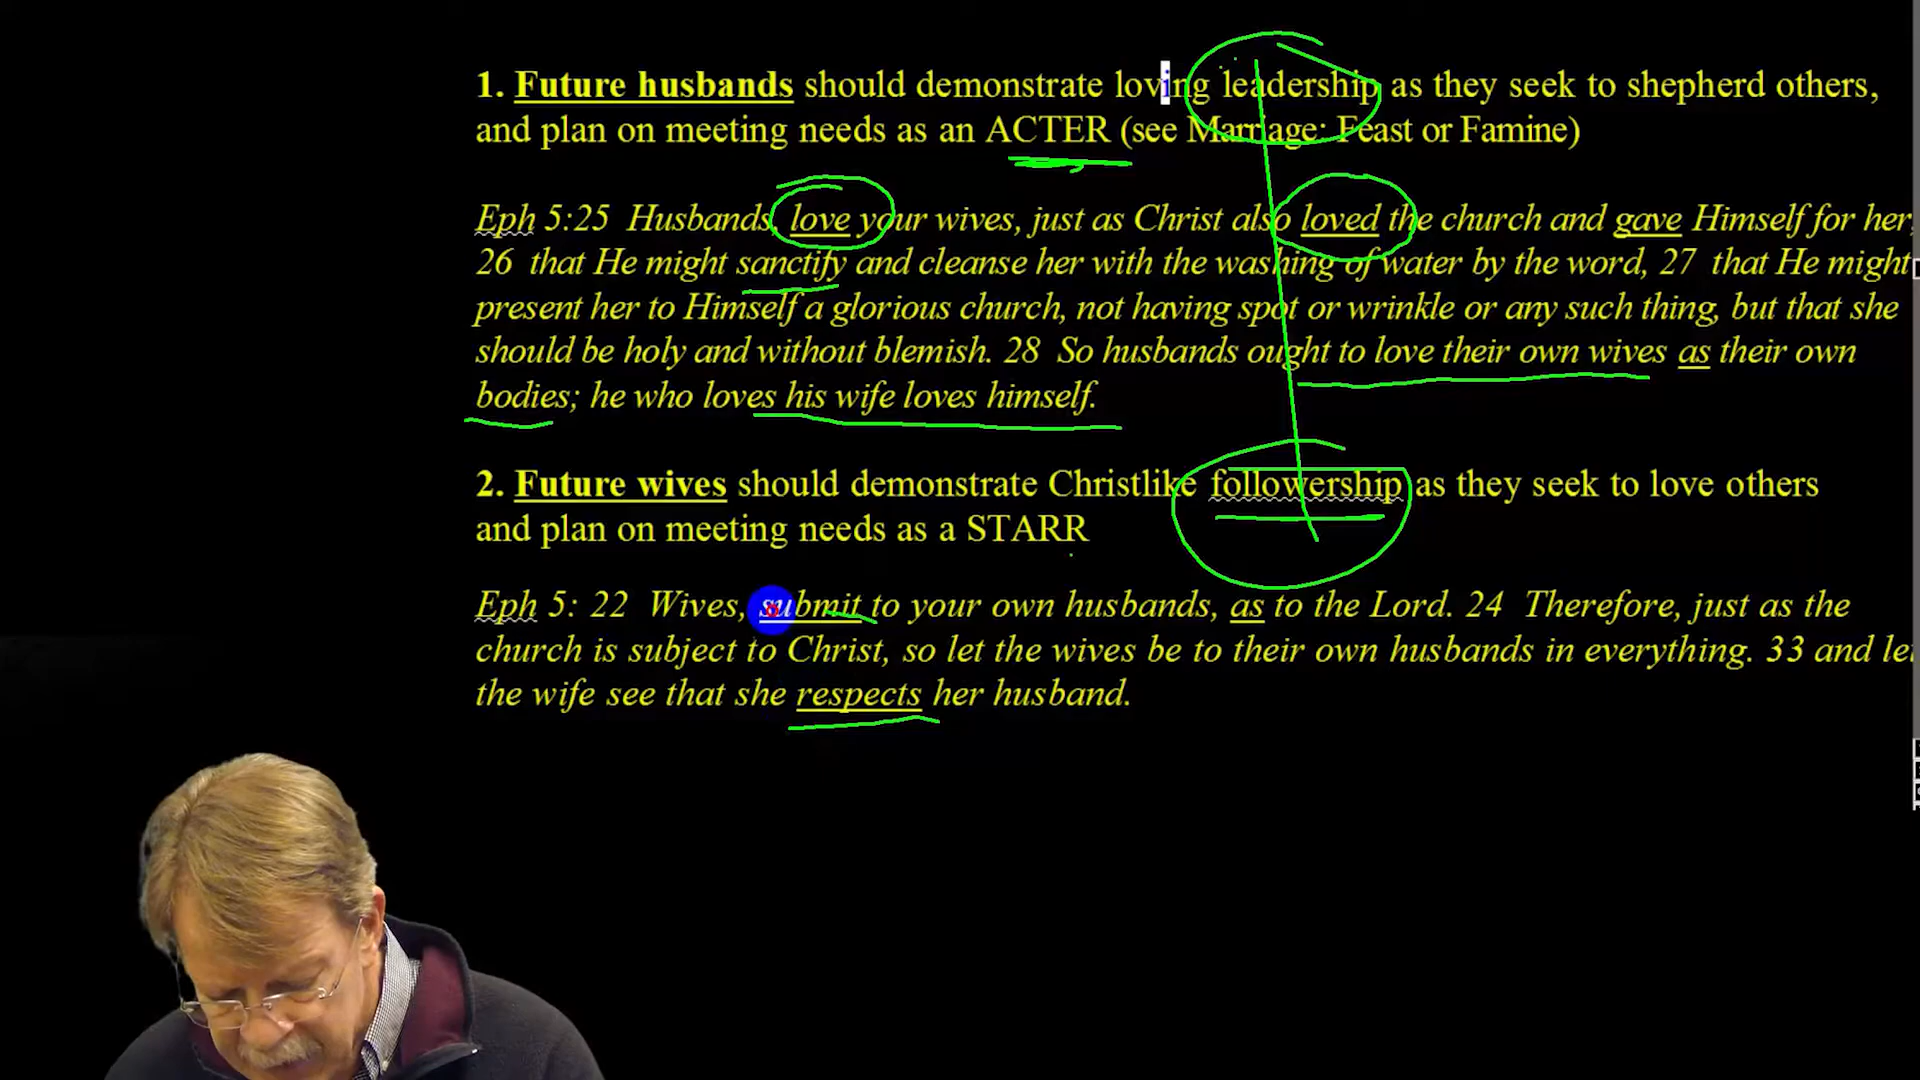 1. Future husbands should demonstrate loving leadership as they seek to shepherd others,
and plan on meeting needs as an ACTER (see Marriage: Feast or Famine)
Eph 5:25 Husbands, love your wives, just as Christ also loved the church and gave Himself for her,
26 that He might sanctify and cleanse her with the washing of water by the word, 27 that He might
present her to Himself a glorious church, not having spot or wrinkle or any such thing, but that she
should be holy and without blemish. 28 So husbands ought to love their own wives as their own
bodies; he who loves his wife loves himself.
2. Future wives should demonstrate Christlike followership as they seek to love others
and plan on meeting needs as a STARR
Eph 5: 22 Wives, submit to your own husbands, as to the Lord. 24 Therefore, just as the
church is subject to Christ, so let the wives be to their own husbands in everything. 33 and let
the wife see that she respects her husband.